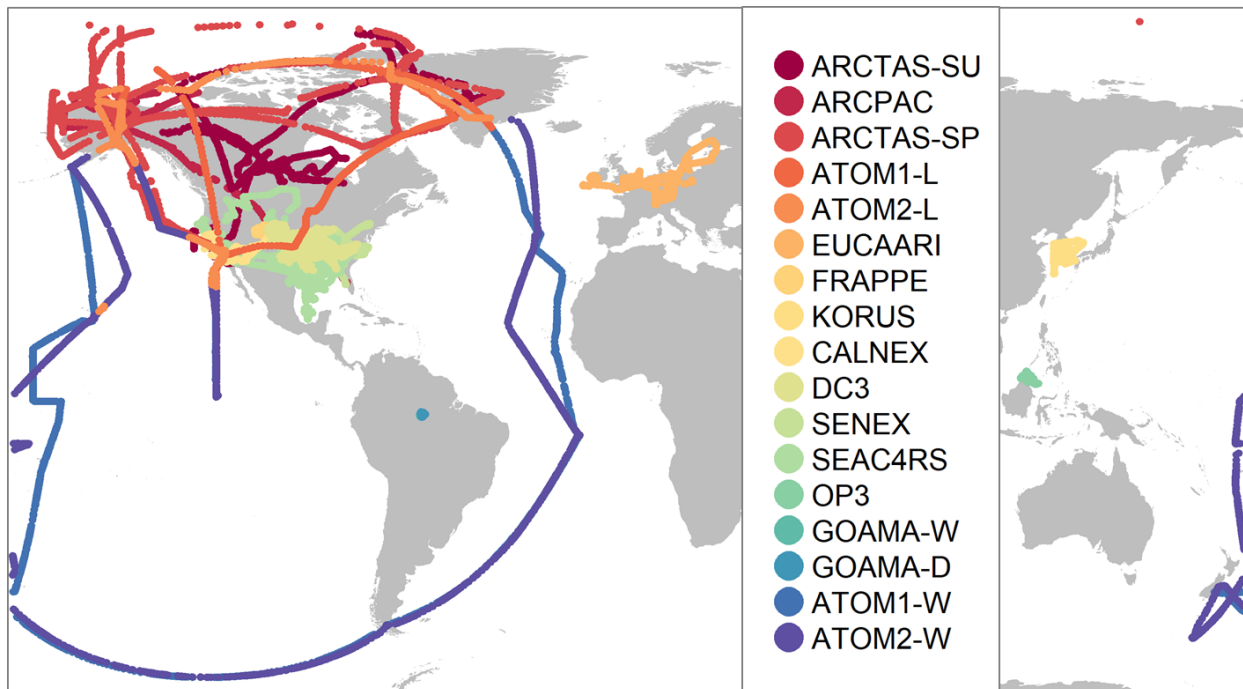 ARCTAS-SU
ARCPAC
ARCTAS-SP
ATOM1-L
ATOM2-L
EUCAARI
FRAPPE
KORUS
CALNEX
DC3
SENEX
SEAC4RS
OP3
GOAMA-W
GOAMA-D
ATOM1-W
ATOM2-W